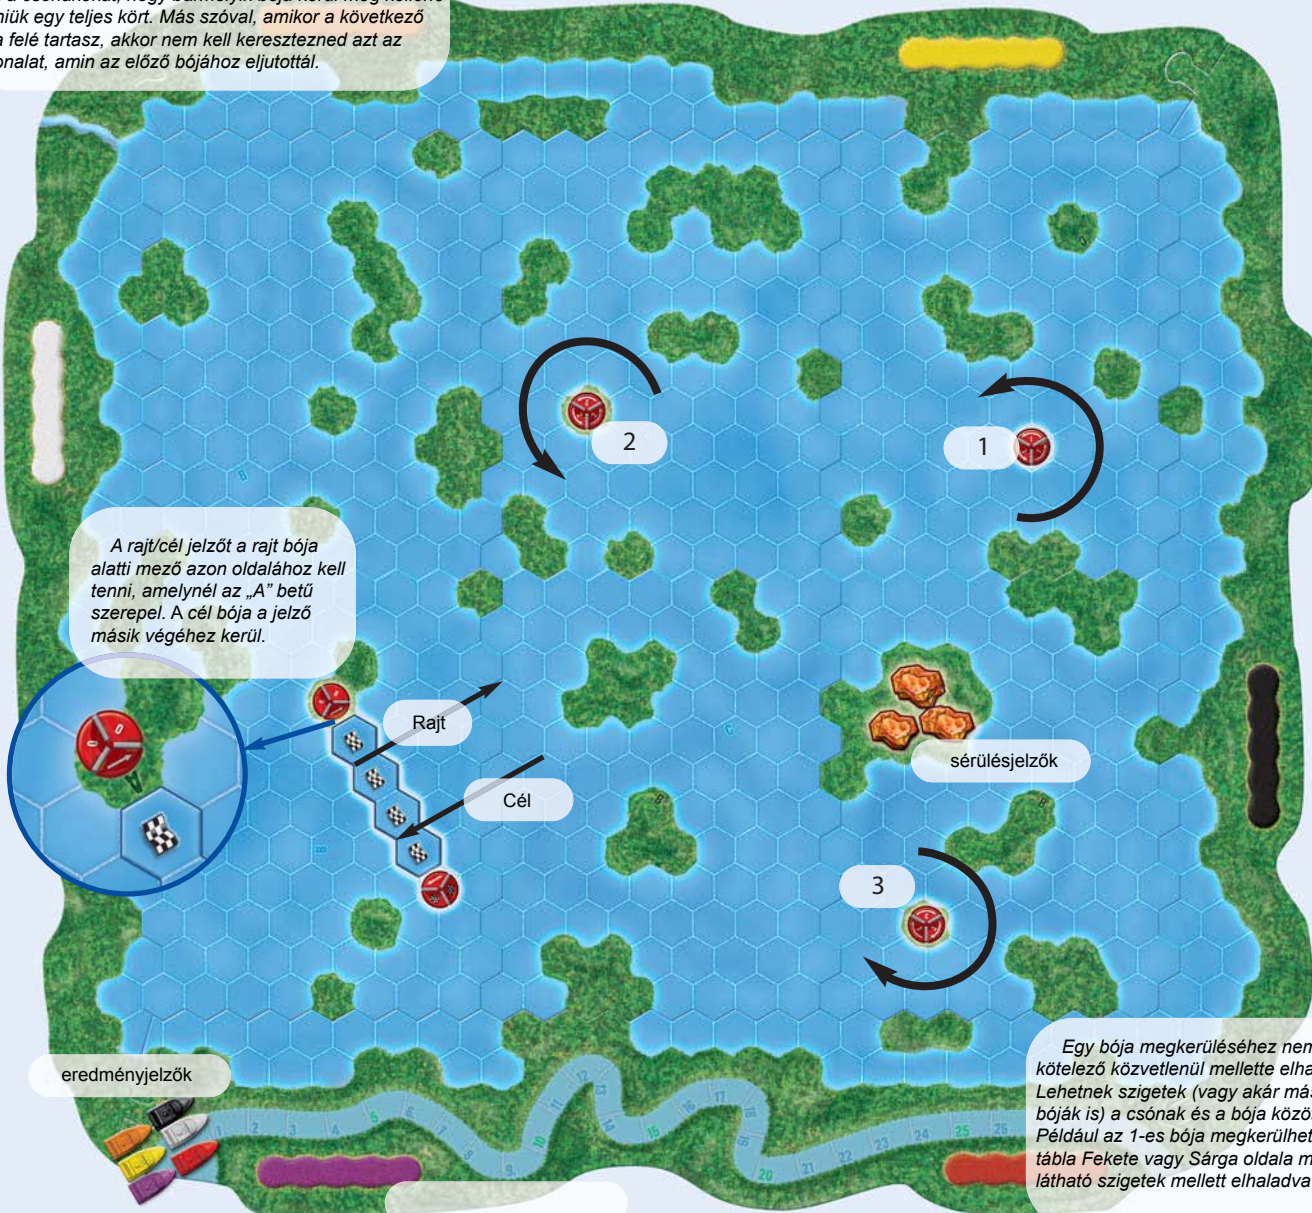 niük egy teljes kört. Más szóval, amikor a következő
felé tartasz, akkor nem kell keresztezned azt az
amin az előző bójához eljutottál.
2
1
A rajt/cél jelzőt a rajt bója
alatti mező azon oldalához kell
tenni, amelynél az „A” betű
szerepel. A cél bója a jelző
másik végéhez kerül.
Rajt
Cél
sérülésjelzők
3
eredményjelzők
Egy bója megkerüléséhez nem
kötelező közvetlenül mellette
Lehetnek szigetek (vagy akár
bóják is) a csónak és a bója
Például az 1-es bója
tábla Fekete vagy Sárga oldala
látható szigetek mellett elhaladva
1 2 3 4 5 6 7 8 9 10 11 12 13 14 15 16 17 18 19 20 21 22 23 24 25 26